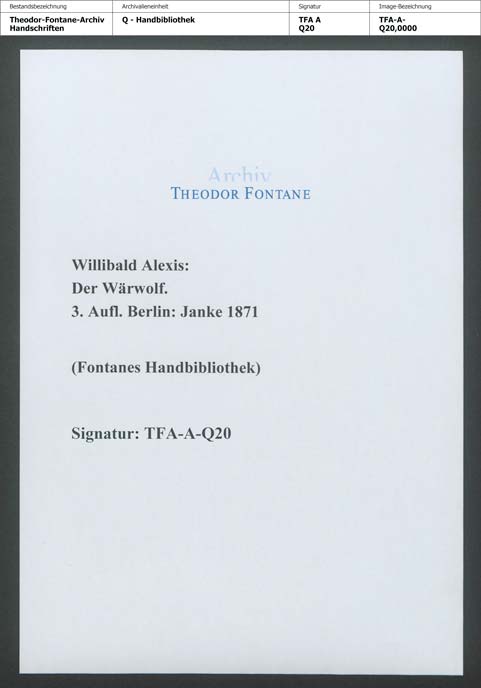 Bestandsbezeichnung Archivalieneinheit Signatur Image-Bezeichnung
Theodor-Fontane-Archiv Q - Handbibliothek TFA A TFA-A-
Handschriften Q20 Q20,0000
Archiv
THEODOR FONTANE
Willibald Alexis:
Der Wärwolf.
3. Aufl. Berlin: Janke 1871
(Fontanes Handbibliothek)
Signatur: TFA-A-Q20